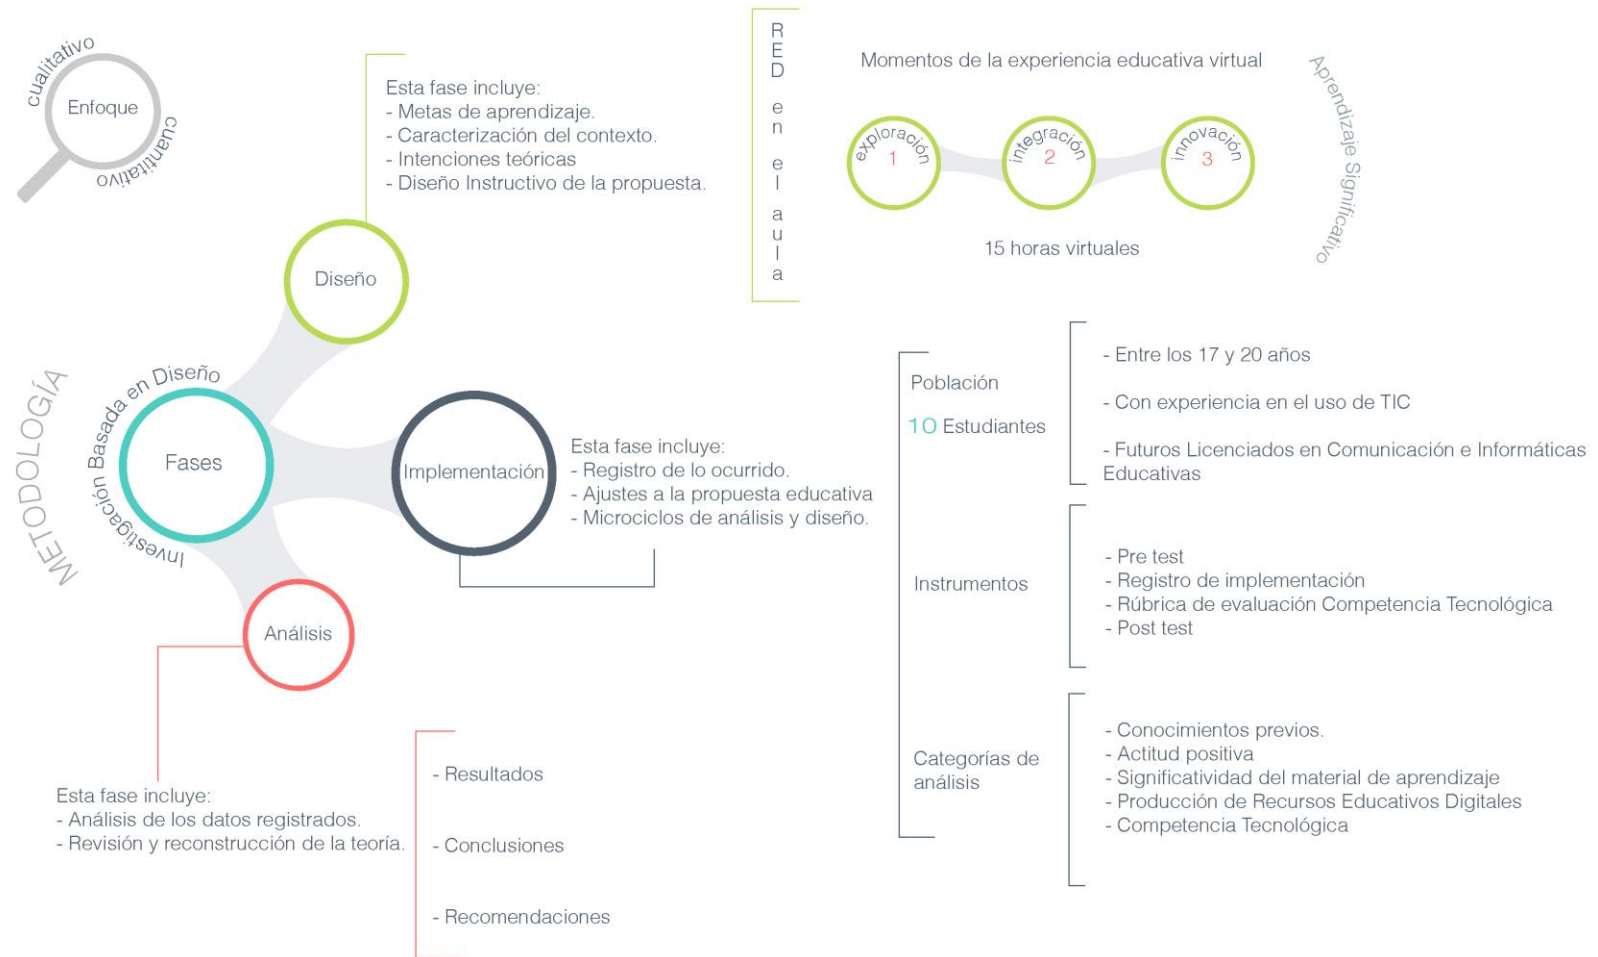 cualitativo
Enfoque
cuantitativo
Esta fase incluye:
- Metas de aprendizaje.
- Caracterización del contexto.
- Intenciones teóricas
- Diseño Instructivo de la propuesta.
RED en el aula
Momentos de la experiencia educativa virtual
exploración
1
integración
2
innovación
3
15 horas virtuales
Aprendizaje Significativo
Diseño
METODOLOGÍA
Investigación Basada en Diseño
Fases
Implementación
Esta fase incluye:
- Registro de lo ocurrido.
- Ajustes a la propuesta educativa
- Microciclos de análisis y diseño.
Análisis
Esta fase incluye:
- Análisis de los datos registrados.
- Revisión y reconstrucción de la teoría.
- Resultados
- Conclusiones
- Recomendaciones
Población
10 Estudiantes
- Entre los 17 y 20 años
- Con experiencia en el uso de TIC
- Futuros Licenciados en Comunicación e Informáticas
Educativas
Instrumentos
- Pre test
- Registro de implementación
- Rúbrica de evaluación Competencia Tecnológica
- Post test
Categorías de
análisis
- Conocimientos previos.
- Actitud positiva
- Significatividad del material de aprendizaje
- Producción de Recursos Educativos Digitales
- Competencia Tecnológica